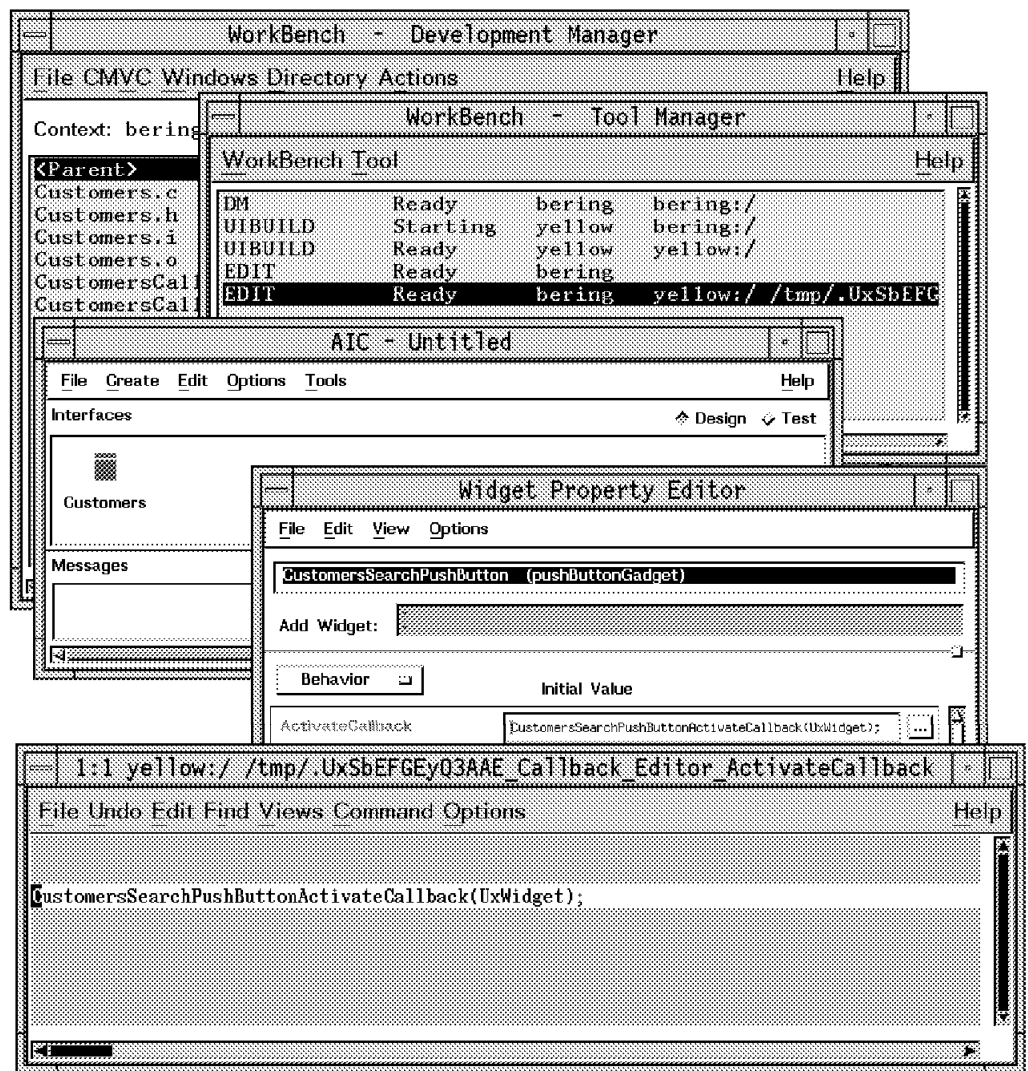 WorkBench - Development Manager
File CMVC Windows Directory Actions Help
Context: bering
<Parent>
Customers.c
Customers.h
Customers.i
Customers.o
CustomersCall
CustomersCall
WorkBench - Tool Manager
WorkBench Tool Help
DM Ready bering bering:/
UIBUILD Starting yellow bering:/
UIBUILD Ready yellow yellow:/
EDIT Ready bering
EDIT Ready bering yellow:/ /tmp/.UxSbEFG
AIC - Untitled
File Create Edit Options Tools Help
Interfaces Design Test
Customers
Messages
Widget Property Editor
File Edit View Options
CustomersSearchPushButton (pushButtonGadget)
Add Widget:
Behavior Initial Value
ActivateCallback CustomersSearchPushButtonActivateCallback(UxWidget); ...
1:1 yellow:/ /tmp/.UxSbEFGEyQ3AAE_Callback_Editor_ActivateCallback
File Undo Edit Find Views Command Options Help
CustomersSearchPushButtonActivateCallback(UxWidget);